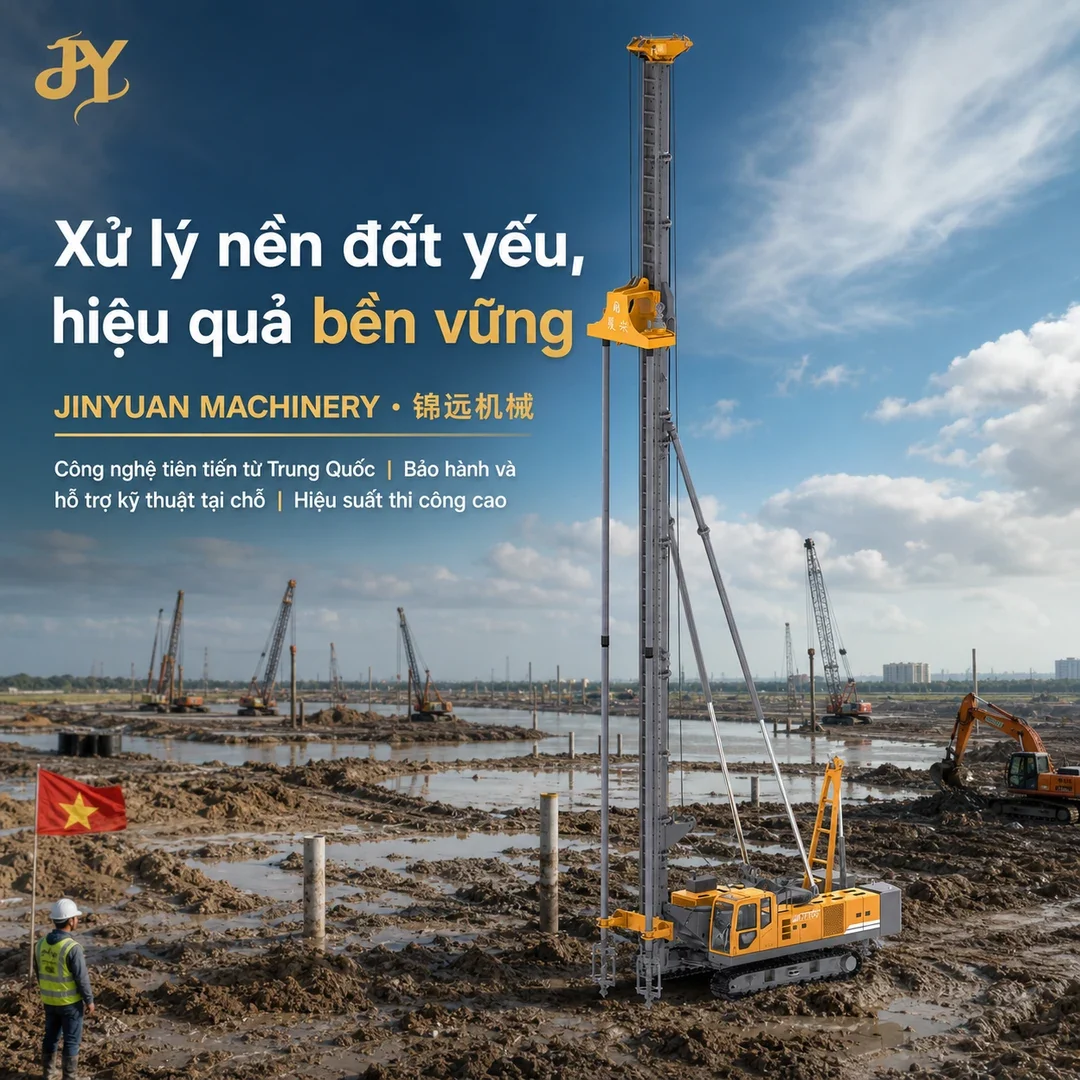 JY
Xử lý nền đất yếu,
hiệu quả bền vững
JINYUAN MACHINERY • 锦远机械
Công nghệ tiên tiến từ Trung Quốc | Bảo hành và
hỗ trợ kỹ thuật tại chỗ | Hiệu suất thi công cao